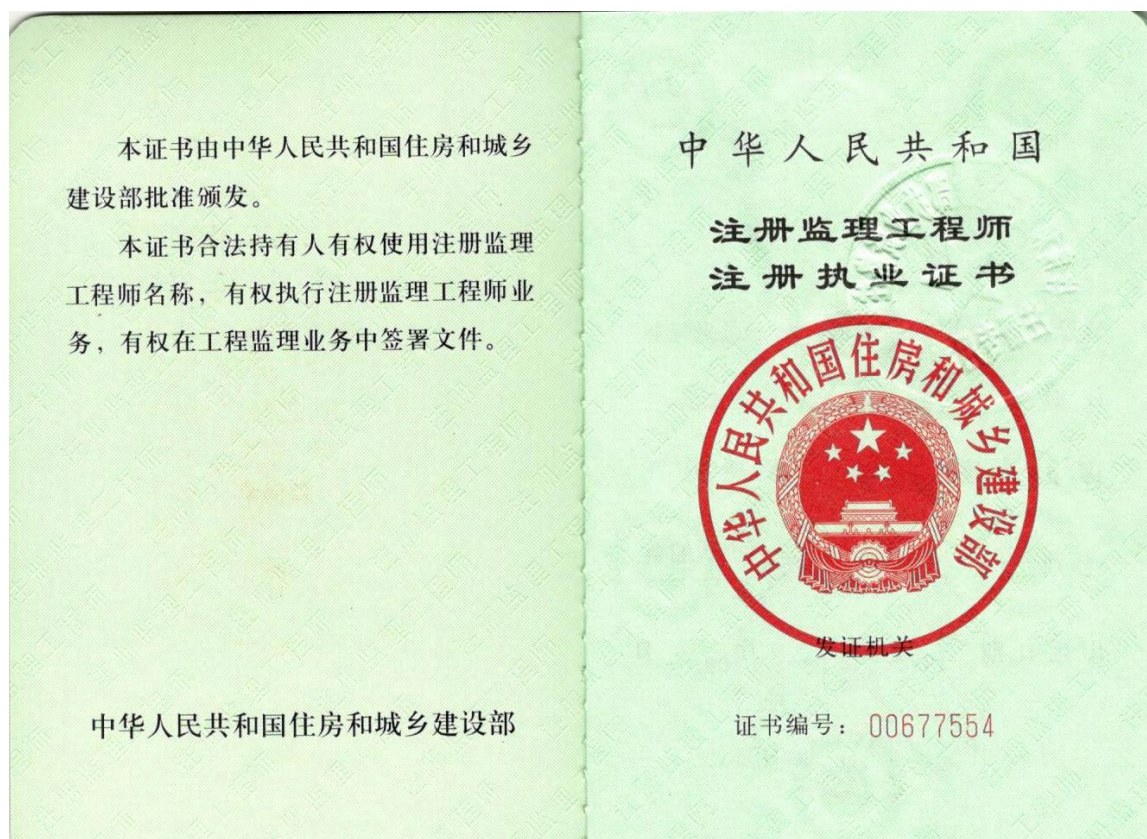 本证书由中华人民共和国住房和城乡
建设部批准颁发。
本证书合法持有人有权使用注册监理
工程师名称，有权执行注册监理工程师业
务，有权在工程监理业务中签署文件。
中华人民共和国住房和城乡建设部
中华人民共和国
注册监理工程师
注册执业证书
中华人民共和国住房和城乡建设部
发证机关
证书编号：00677554